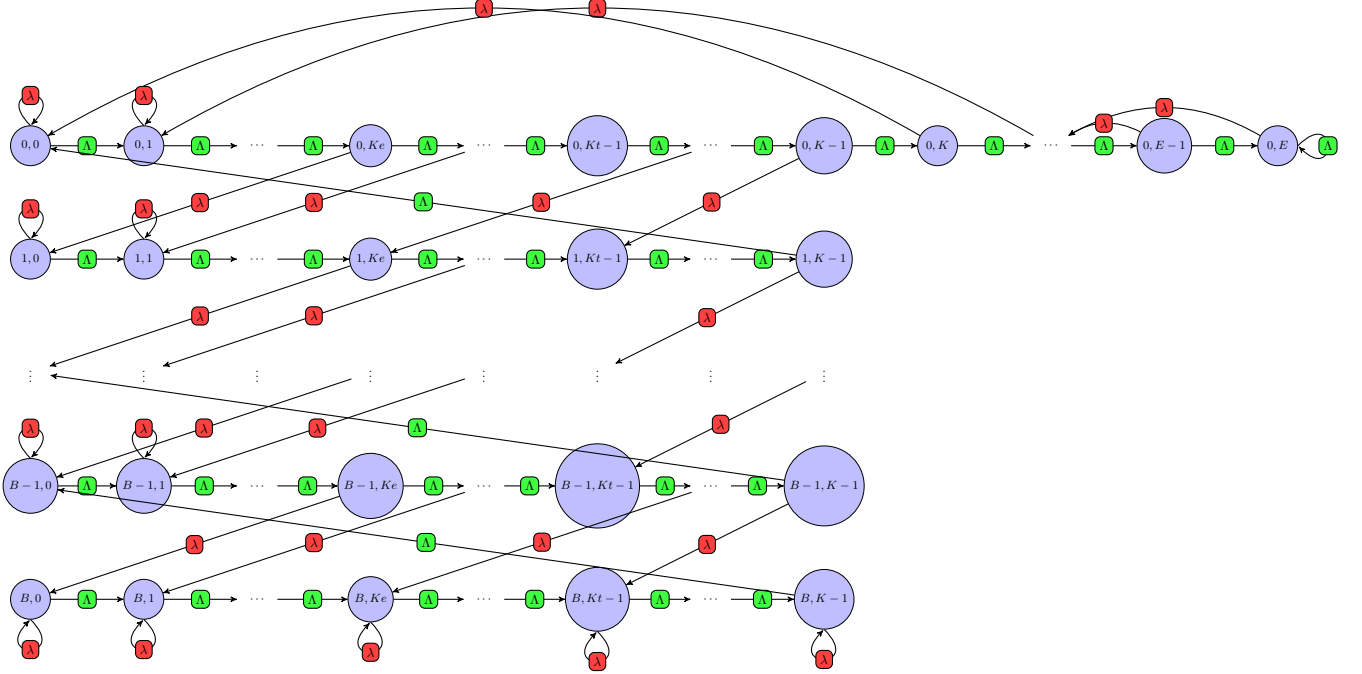 λ λ
λ λ λ
λ
0, 0 Λ 0, 1 Λ ⋯ Λ 0, Ke Λ ⋯ Λ 0, Kt − 1 Λ ⋯ Λ 0, K − 1 Λ 0, K Λ ⋯ Λ 0, E − 1 Λ 0, E Λ
λ λ λ λ Λ λ λ
1, 0 Λ 1, 1 Λ ⋯ Λ 1, Ke Λ ⋯ Λ 1, Kt − 1 Λ ⋯ Λ 1, K − 1
λ λ λ
⋮ ⋮ ⋮ ⋮ ⋮ ⋮ ⋮ ⋮
λ λ λ λ Λ λ
B − 1, 0 Λ B − 1, 1 Λ ⋯ Λ B − 1, Ke Λ ⋯ Λ B − 1, Kt − 1 Λ ⋯ Λ B − 1, K − 1
λ λ Λ λ λ
B, 0 Λ B, 1 Λ ⋯ Λ B, Ke Λ ⋯ Λ B, Kt − 1 Λ ⋯ Λ B, K − 1
λ λ λ λ λ